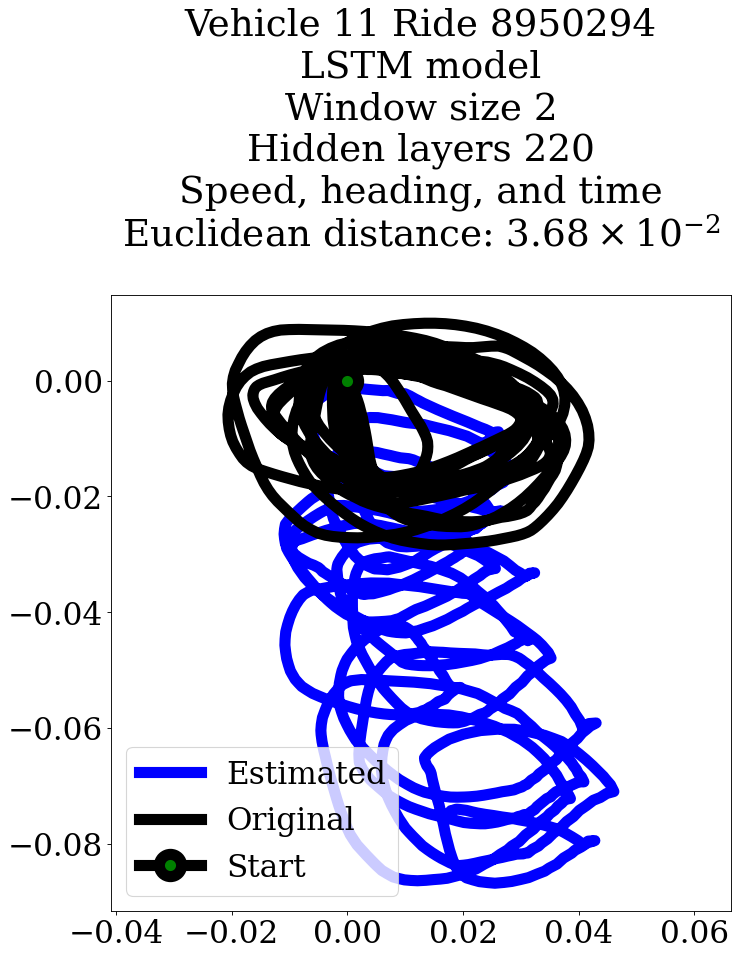 Vehicle 11 Ride 8950294
LSTM model
Window size 2
Hidden layers 220
Speed, heading, and time
Euclidean distance: 3.68 × 10⁻²
0.00
−0.02
−0.04
−0.06
−0.08
Estimated
Original
Start
−0.04 −0.02 0.00 0.02 0.04 0.06